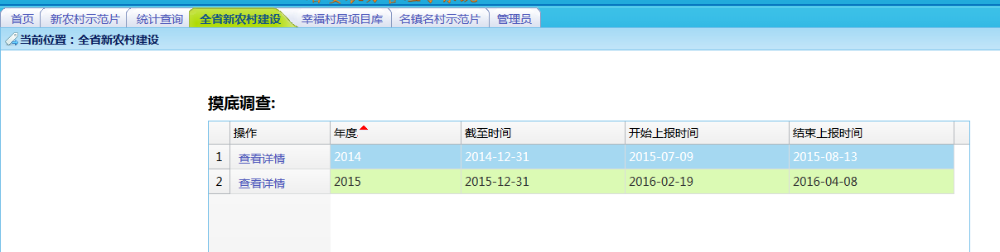 首页 新农村示范片 统计查询 全省新农村建设 幸福村居项目库 名镇名村示范片 管理员
当前位置：全省新农村建设
摸底调查:
操作 年度 截至时间 开始上报时间 结束上报时间
1 查看详情 2014 2014-12-31 2015-07-09 2015-08-13
2 查看详情 2015 2015-12-31 2016-02-19 2016-04-08